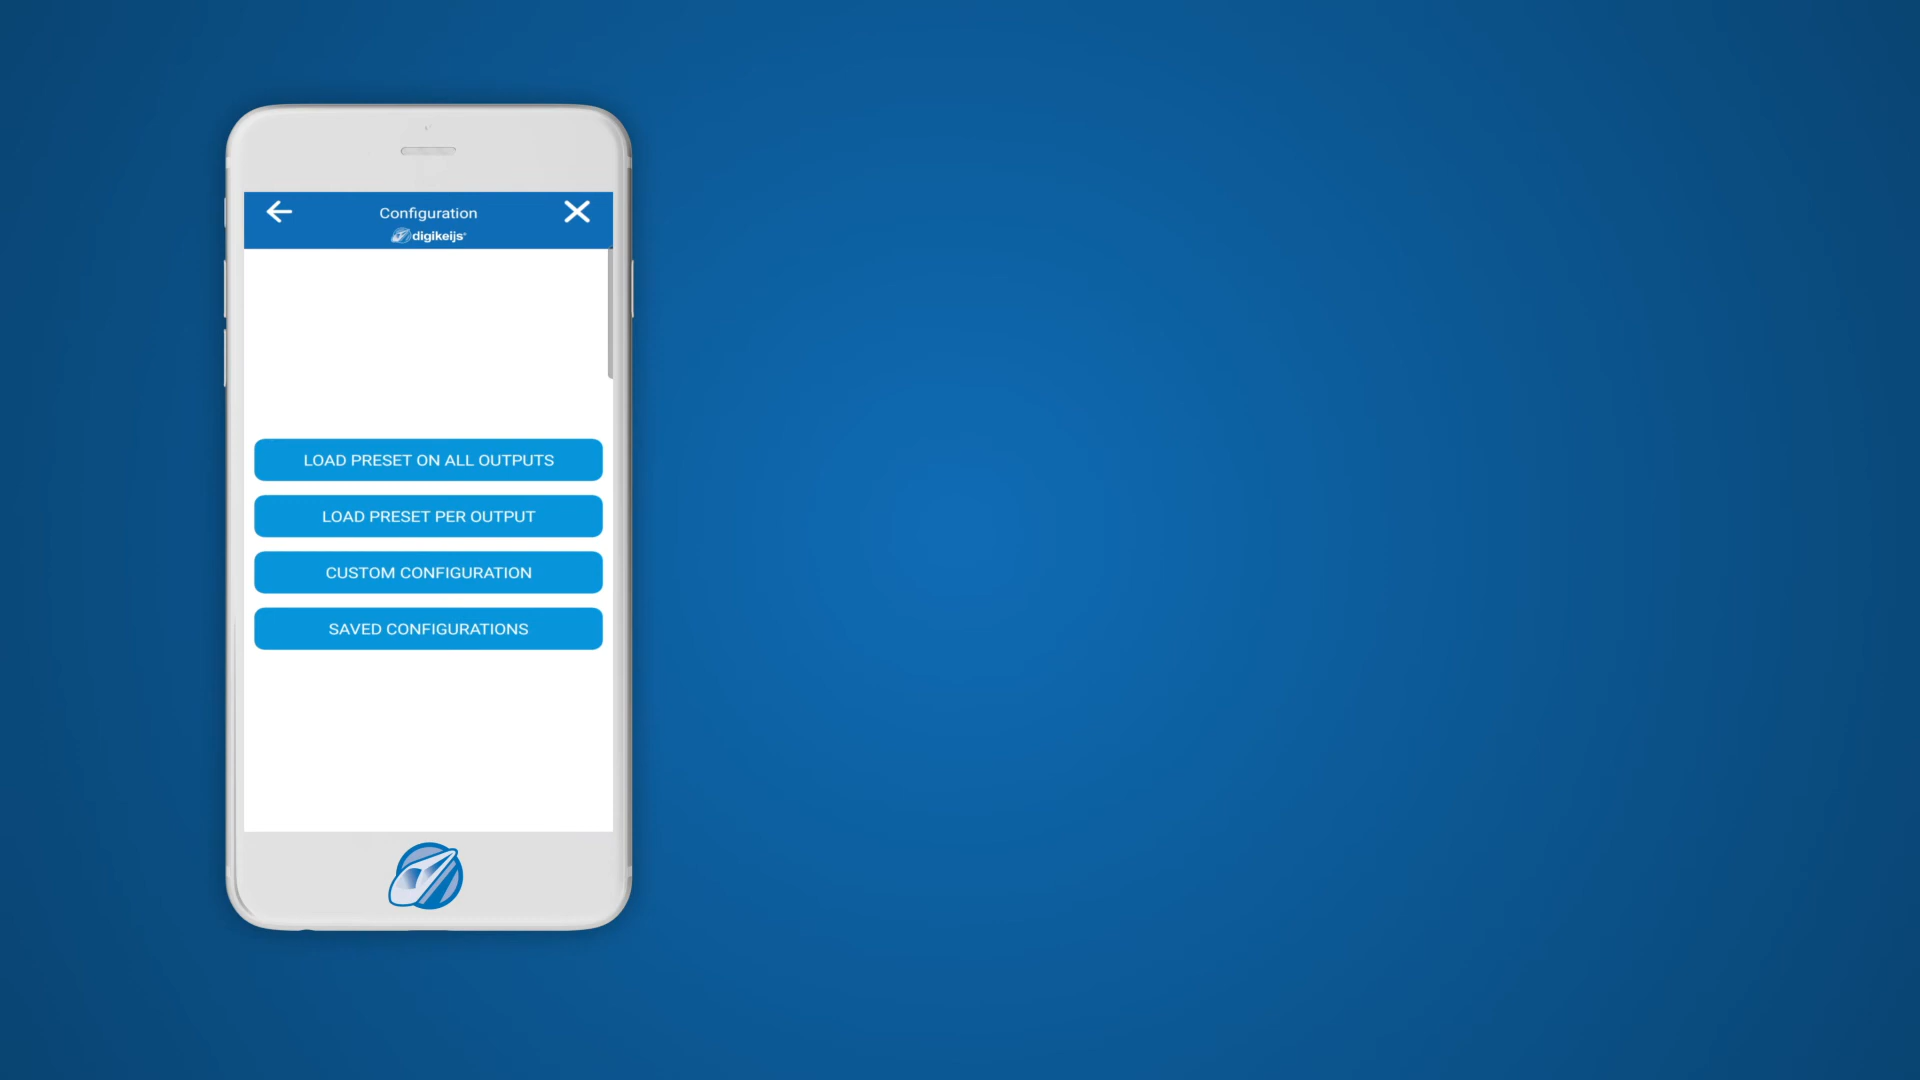 Configuration
digikeijs®
LOAD PRESET ON ALL OUTPUTS
LOAD PRESET PER OUTPUT
CUSTOM CONFIGURATION
SAVED CONFIGURATIONS